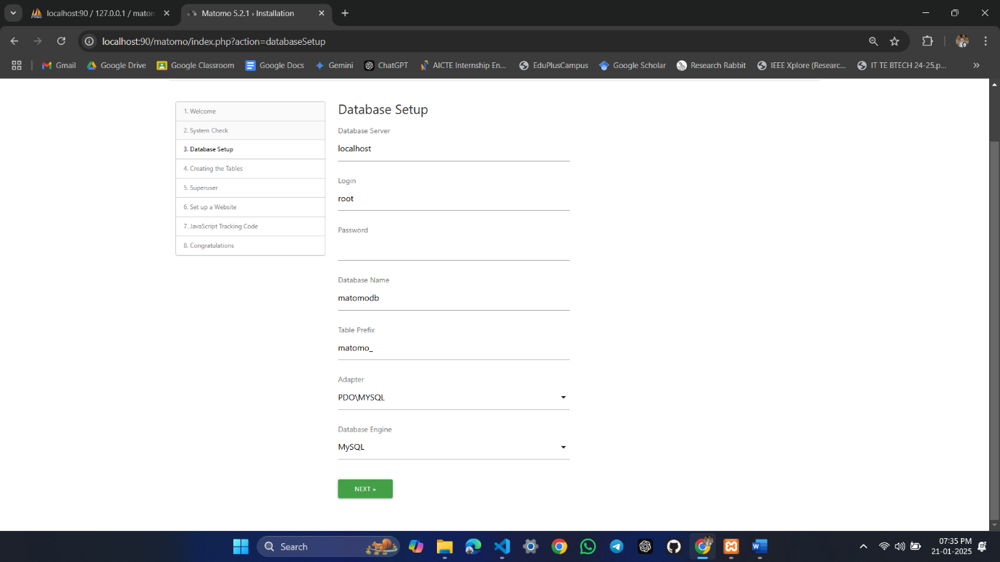 localhost:90 / 127.0.0.1 / matom
Matomo 5.2.1 › Installation
localhost:90/matomo/index.php?action=databaseSetup
Gmail
Google Drive
Google Classroom
Google Docs
Gemini
ChatGPT
AICTE Internship En...
EduPlusCampus
Google Scholar
Research Rabbit
IEEE Xplore (Researc...
IT TE BTECH 24-25.p...
»
1. Welcome
2. System Check
3. Database Setup
4. Creating the Tables
5. Superuser
6. Set up a Website
7. JavaScript Tracking Code
8. Congratulations
Database Setup
Database Server
localhost
Login
root
Password
Database Name
matomodb
Table Prefix
matomo_
Adapter
PDO\MYSQL
Database Engine
MySQL
NEXT »
Search
07:35 PM
21-01-2025